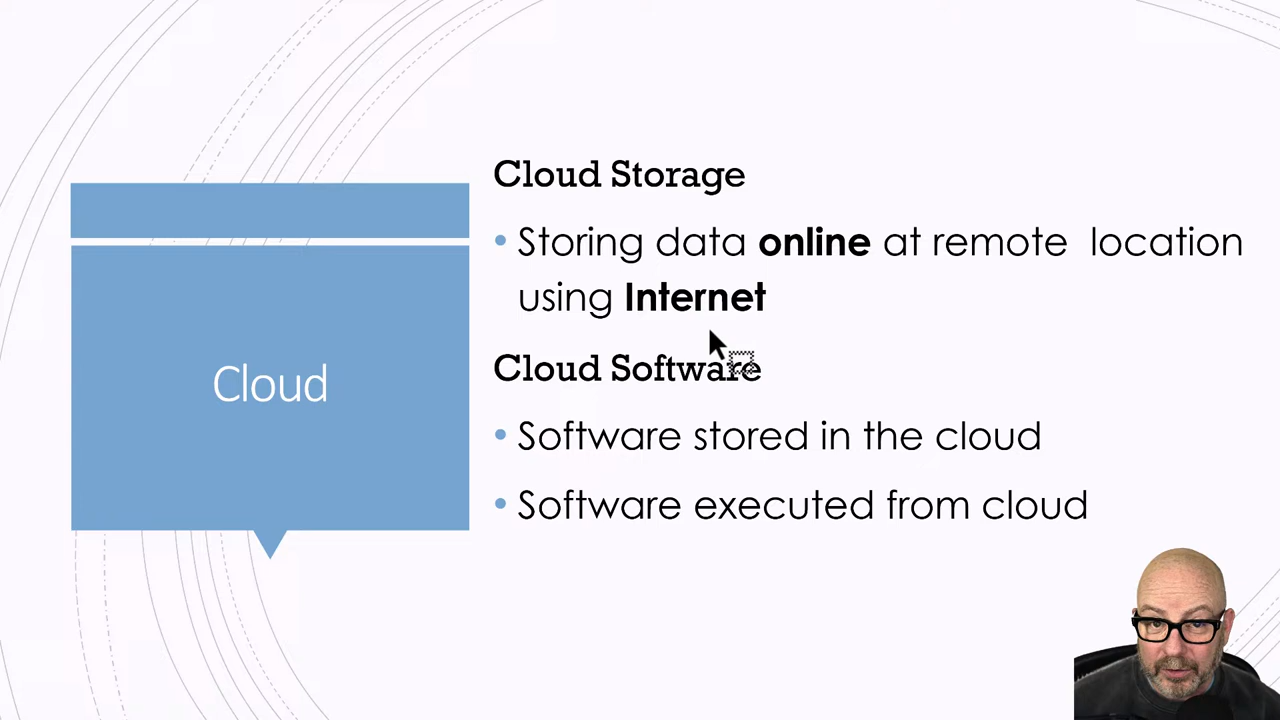 Cloud
Cloud Storage
• Storing data online at remote location
using Internet
Cloud Software
• Software stored in the cloud
• Software executed from cloud